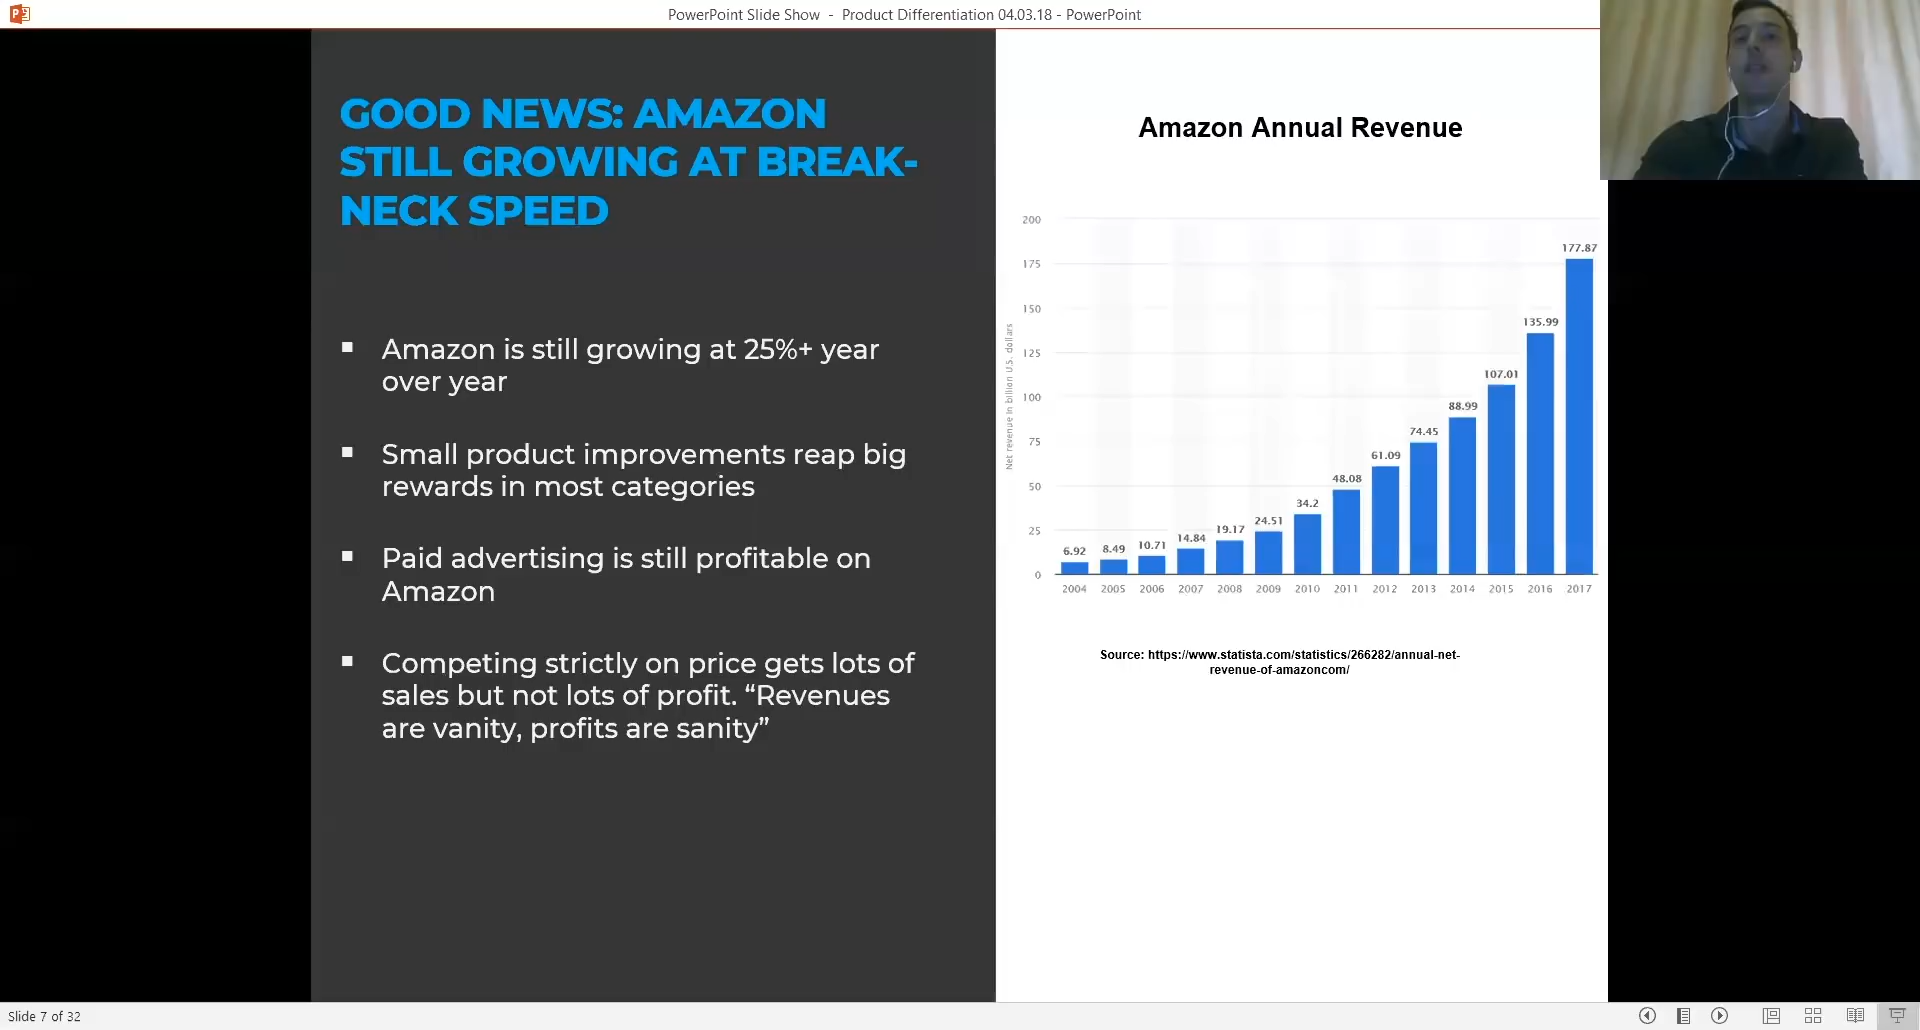 PowerPoint Slide Show - Product Differentiation 04.03.18 - PowerPoint
GOOD NEWS: AMAZON
STILL GROWING AT BREAK-
NECK SPEED
▪ Amazon is still growing at 25%+ year
over year
▪ Small product improvements reap big
rewards in most categories
▪ Paid advertising is still profitable on
Amazon
▪ Competing strictly on price gets lots of
sales but not lots of profit. “Revenues
are vanity, profits are sanity”
Amazon Annual Revenue
Net revenue in billion U.S. dollars
200
175
150
125
100
75
50
25
0
6.92
8.49
10.71
14.84
19.17
24.51
34.2
48.08
61.09
74.45
88.99
107.01
135.99
177.87
2004 2005 2006 2007 2008 2009 2010 2011 2012 2013 2014 2015 2016 2017
Source: https://www.statista.com/statistics/266282/annual-net-
revenue-of-amazoncom/
Slide 7 of 32